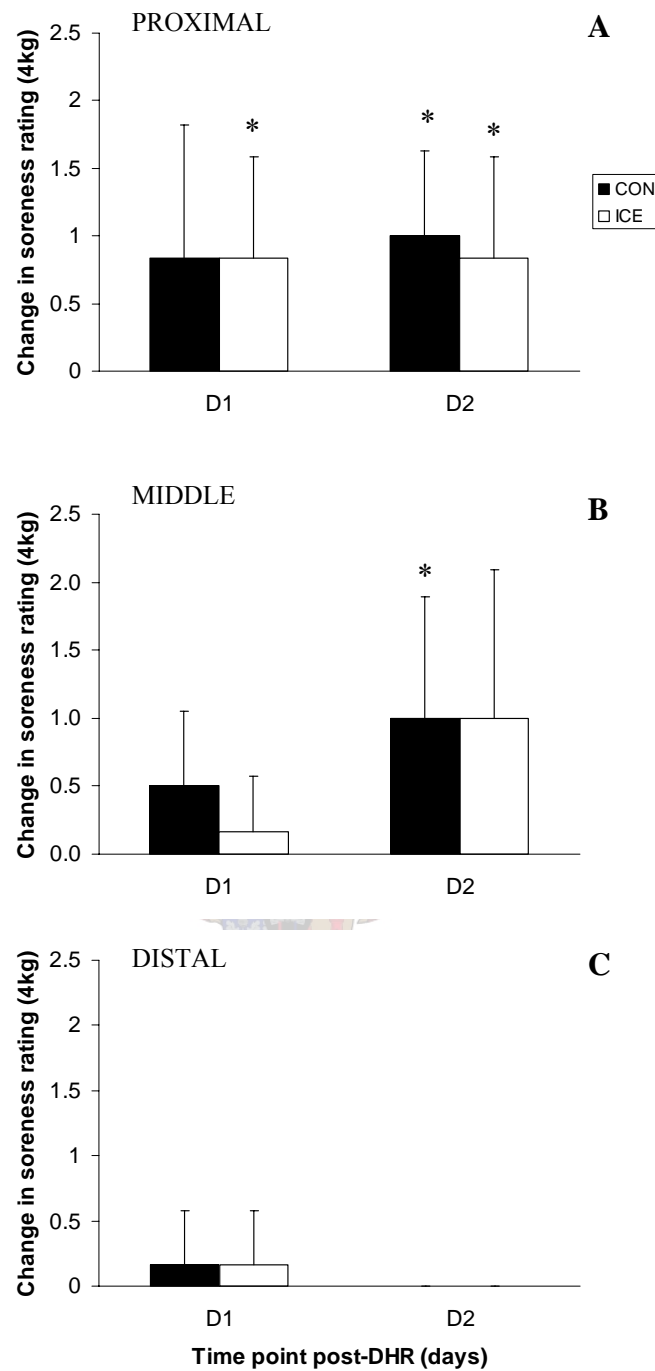 PROXIMAL
A
Change in soreness rating (4kg)
2.5
2
1.5
1
0.5
0
*
*
*
CON
ICE
D1
D2
MIDDLE
B
Change in soreness rating (4kg)
2.5
2.0
1.5
1.0
0.5
0.0
*
D1
D2
DISTAL
C
Change in soreness rating (4kg)
2.5
2
1.5
1
0.5
0
D1
D2
Time point post-DHR (days)